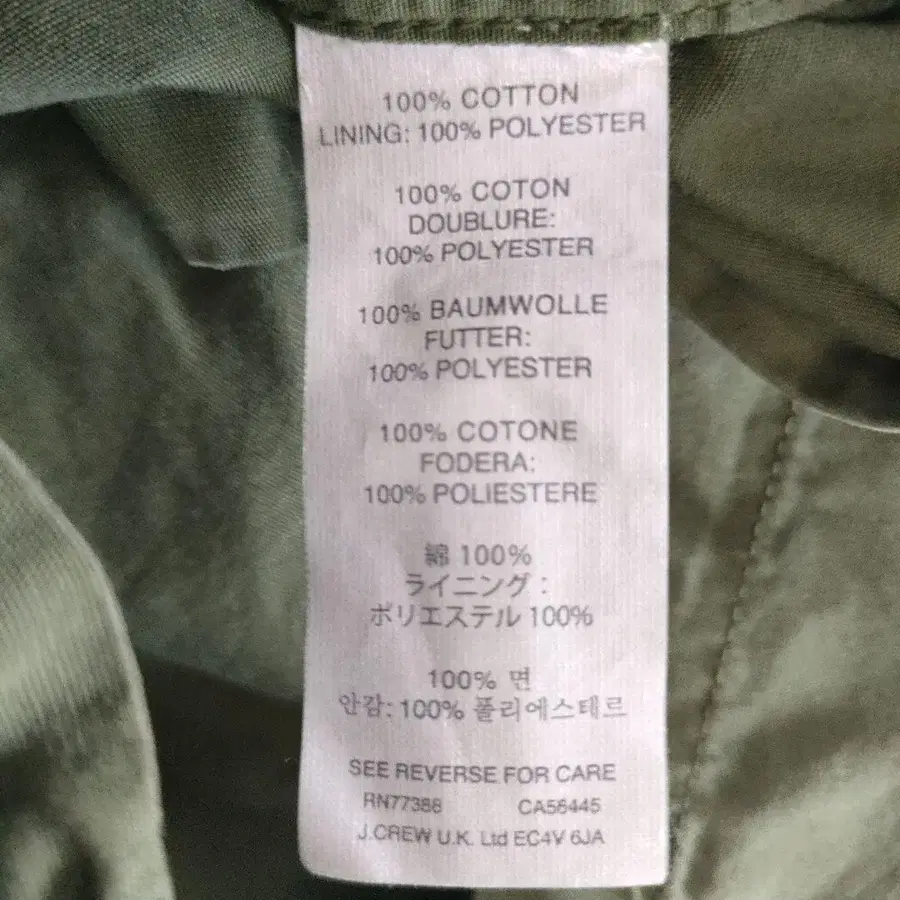 100% COTTON
LINING: 100% POLYESTER
100% COTON
DOUBLURE:
100% POLYESTER
100% BAUMWOLLE
FUTTER:
100% POLYESTER
100% COTONE
FODERA:
100% POLIESTERE
綿 100%
ライニング :
ポリエステル 100%
100% 면
안감: 100% 폴리에스테르
SEE REVERSE FOR CARE
RN77388 CA56445
J.CREW U.K. Ltd EC4V 6JA